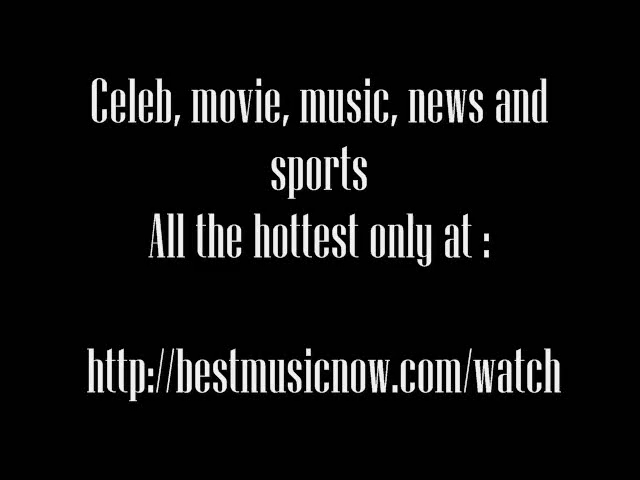 Celeb, movie, music, news and
sports
All the hottest only at :
http://bestmusicnow.com/watch